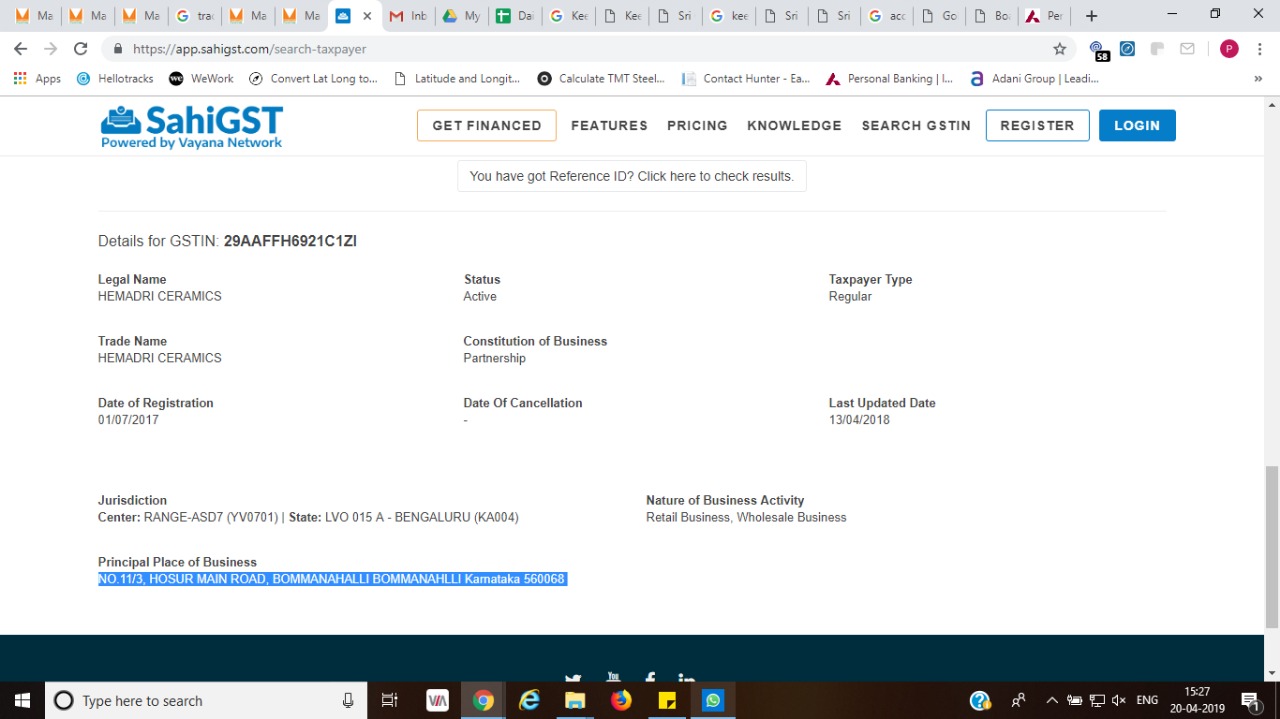 Ma
Ma
Ma
tra
Ma
Ma
Inb
My
Dai
Kee
Kee
Sri
kee
Sri
Sri
acc
Go
Boa
Per
https://app.sahigst.com/search-taxpayer
58
P
Apps
Hellotracks
WeWork
Convert Lat Long to...
Latitude and Longit...
Calculate TMT Steel...
Contact Hunter - Ea...
Personal Banking | I...
Adani Group | Leadi...
»
SahiGST
Powered by Vayana Network
GET FINANCED
FEATURES
PRICING
KNOWLEDGE
SEARCH GSTIN
REGISTER
LOGIN
You have got Reference ID? Click here to check results.
Details for GSTIN: 29AAFFH6921C1ZI
Legal Name
HEMADRI CERAMICS
Status
Active
Taxpayer Type
Regular
Trade Name
HEMADRI CERAMICS
Constitution of Business
Partnership
Date of Registration
01/07/2017
Date Of Cancellation
-
Last Updated Date
13/04/2018
Jurisdiction
Center: RANGE-ASD7 (YV0701) | State: LVO 015 A - BENGALURU (KA004)
Nature of Business Activity
Retail Business, Wholesale Business
Principal Place of Business
NO.11/3, HOSUR MAIN ROAD, BOMMANAHALLI BOMMANAHLLI Karnataka 560068
Type here to search
ENG
15:27
20-04-2019
1